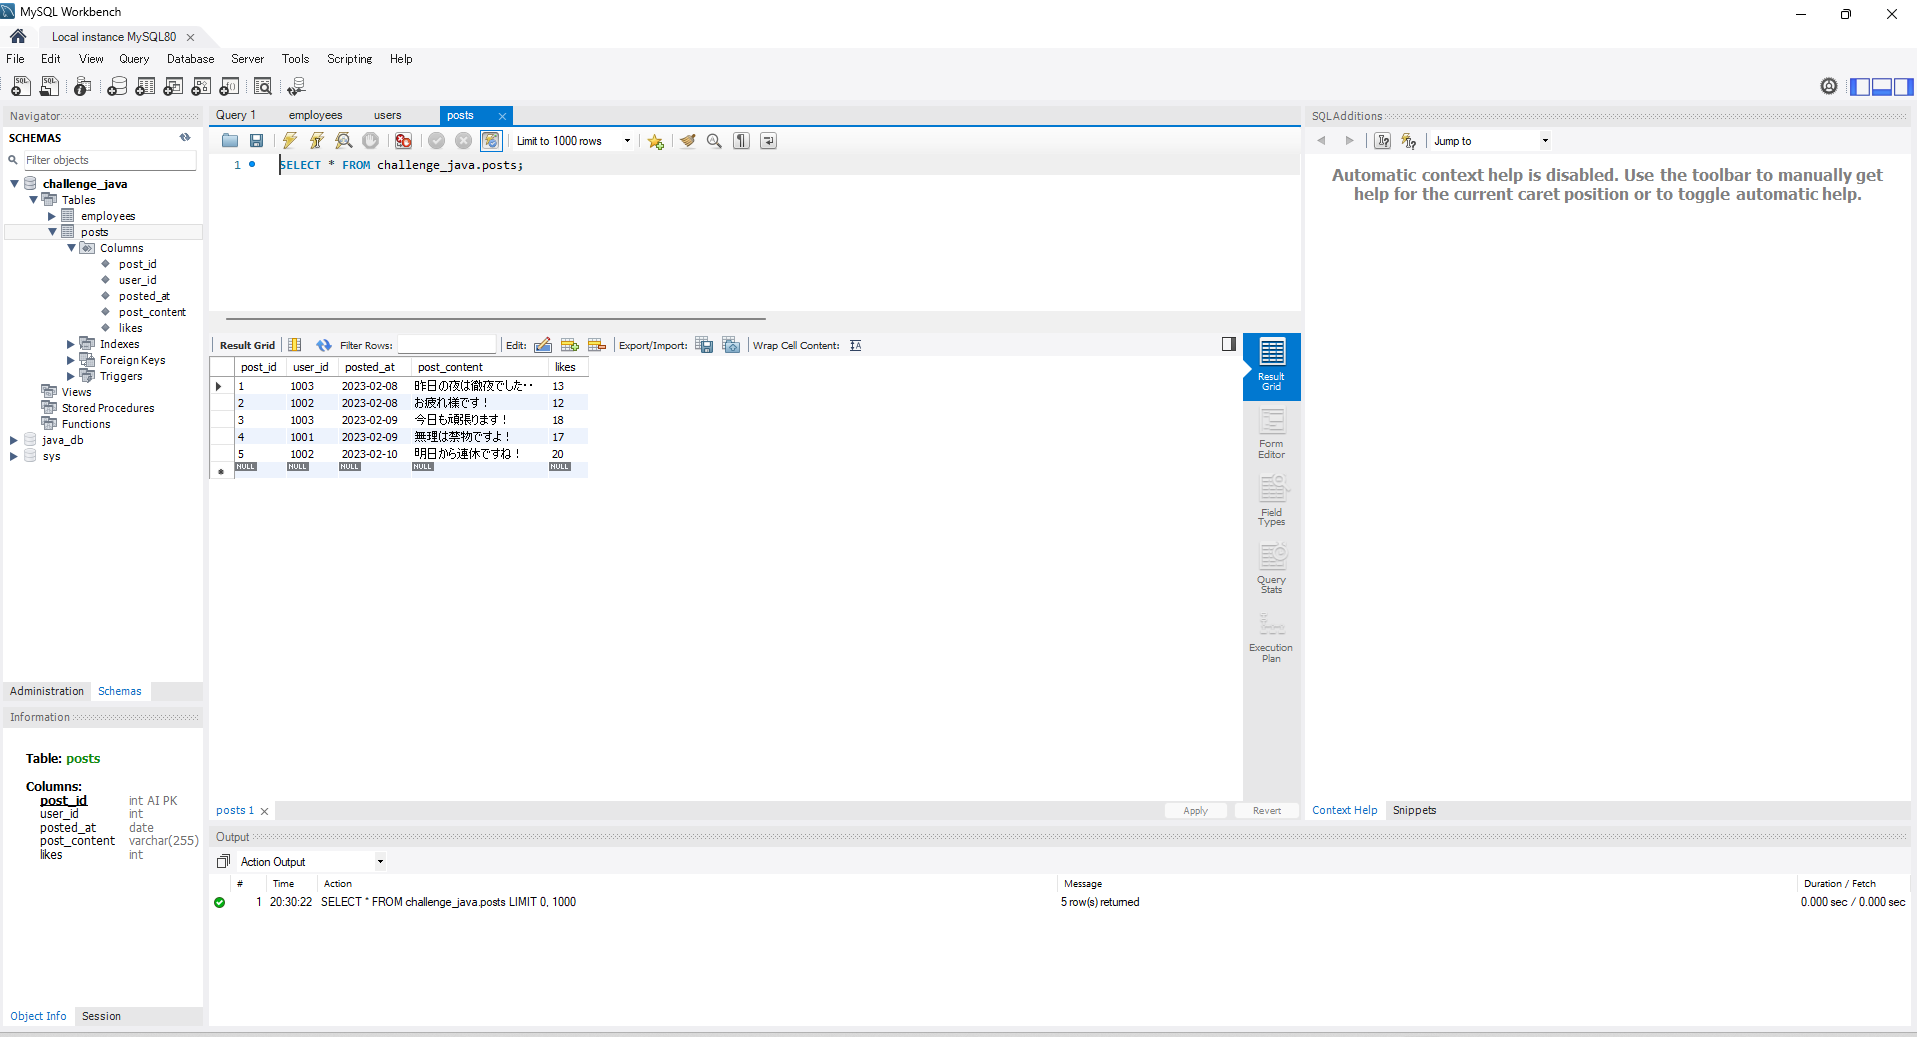 MySQL Workbench
Local instance MySQL80
File Edit View Query Database Server Tools Scripting Help
Navigator
SCHEMAS
Filter objects
challenge_java
Tables
employees
posts
Columns
post_id
user_id
posted_at
post_content
likes
Indexes
Foreign Keys
Triggers
Views
Stored Procedures
Functions
java_db
sys
Administration Schemas
Information
Table: posts
Columns:
post_id int AI PK
user_id int
posted_at date
post_content varchar(255)
likes int
Object Info Session
Query 1 employees users posts
Limit to 1000 rows
1 SELECT * FROM challenge_java.posts;
Result Grid Filter Rows: Edit: Export/Import: Wrap Cell Content:
post_id user_id posted_at post_content likes
1 1003 2023-02-08 昨日の夜は徹夜でした・・ 13
2 1002 2023-02-08 お疲れ様です！ 12
3 1003 2023-02-09 今日も頑張ります！ 18
4 1001 2023-02-09 無理は禁物ですよ！ 17
5 1002 2023-02-10 明日から連休ですね！ 20
NULL NULL NULL NULL NULL
Result
Grid
Form
Editor
Field
Types
Query
Stats
Execution
Plan
posts 1
Apply Revert
SQLAdditions
Jump to
Automatic context help is disabled. Use the toolbar to manually get
help for the current caret position or to toggle automatic help.
Context Help Snippets
Output
Action Output
# Time Action Message Duration / Fetch
1 20:30:22 SELECT * FROM challenge_java.posts LIMIT 0, 1000 5 row(s) returned 0.000 sec / 0.000 sec